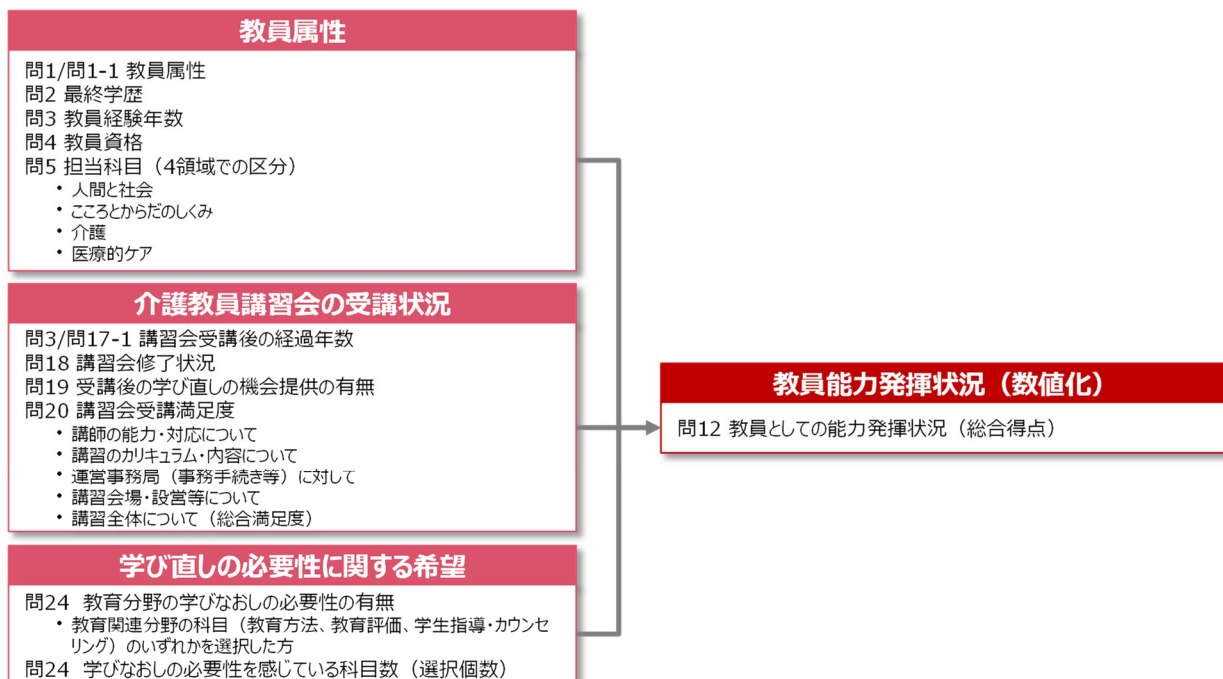 教員属性
問1/問1-1 教員属性
問2 最終学歴
問3 教員経験年数
問4 教員資格
問5 担当科目（4領域での区分）
• 人間と社会
• こころとからだのしくみ
• 介護
• 医療的ケア
介護教員講習会の受講状況
問3/問17-1 講習会受講後の経過年数
問18 講習会修了状況
問19 受講後の学び直しの機会提供の有無
問20 講習会受講満足度
• 講師の能力・対応について
• 講習のカリキュラム・内容について
• 運営事務局（事務手続き等）に対して
• 講習会場・設営等について
• 講習全体について（総合満足度）
学び直しの必要性に関する希望
問24 教育分野の学びなおしの必要性の有無
• 教育関連分野の科目（教育方法、教育評価、学生指導・カウンセ
リング）のいずれかを選択した方
問24 学びなおしの必要性を感じている科目数（選択個数）
教員能力発揮状況（数値化）
問12 教員としての能力発揮状況（総合得点）